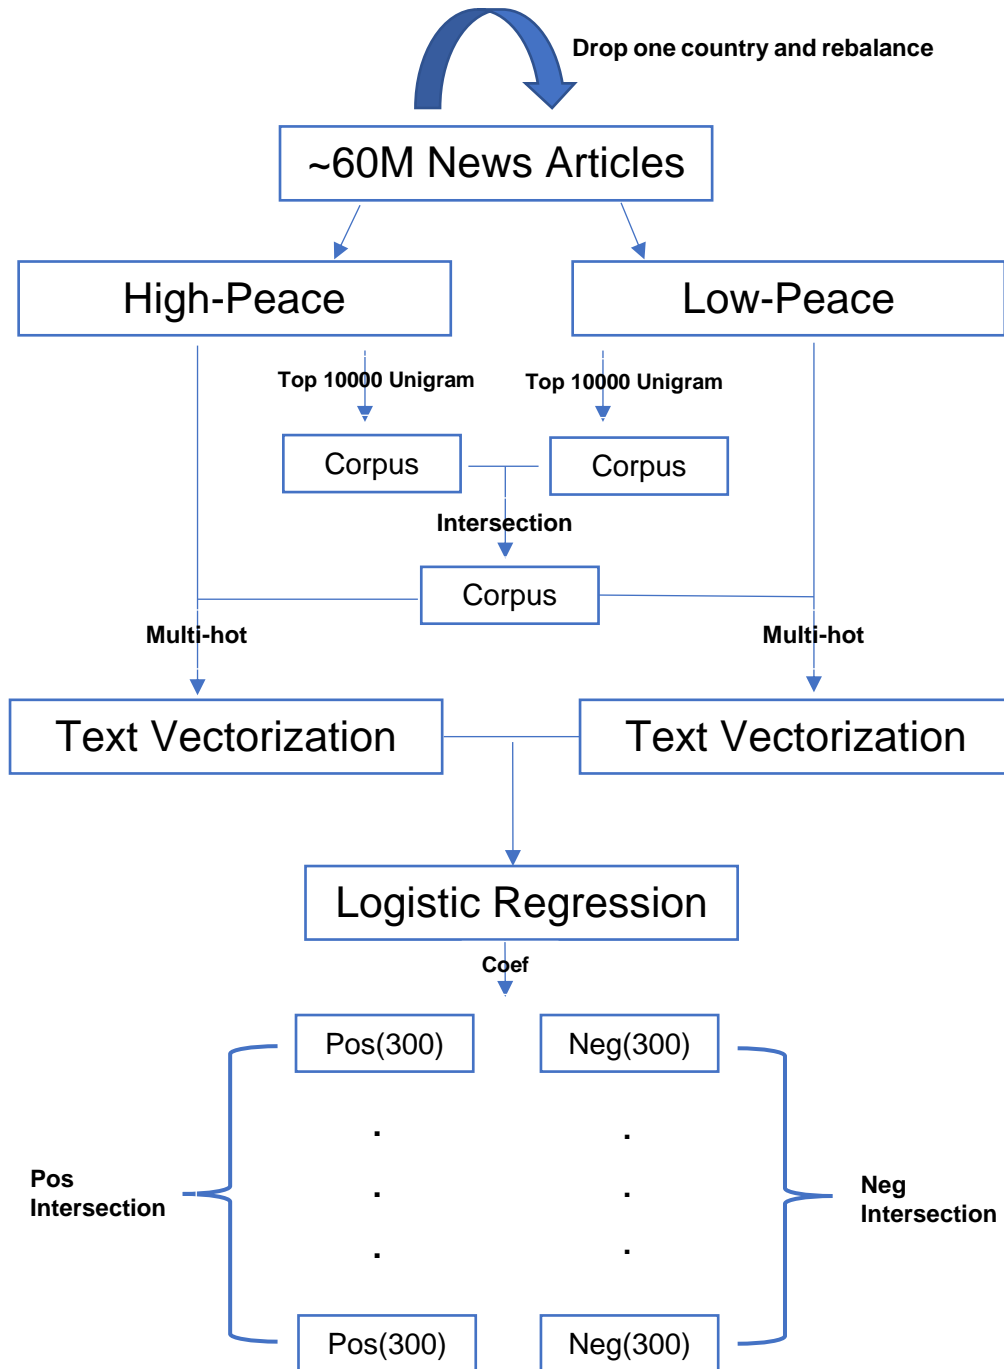 Drop one country and rebalance
~60M News Articles
High-Peace
Low-Peace
Top 10000 Unigram
Top 10000 Unigram
Corpus
Corpus
Intersection
Corpus
Multi-hot
Multi-hot
Text Vectorization
Text Vectorization
Logistic Regression
Coef
Pos(300)
Neg(300)
.
.
.
.
.
.
Pos
Intersection
Neg
Intersection
Pos(300)
Neg(300)